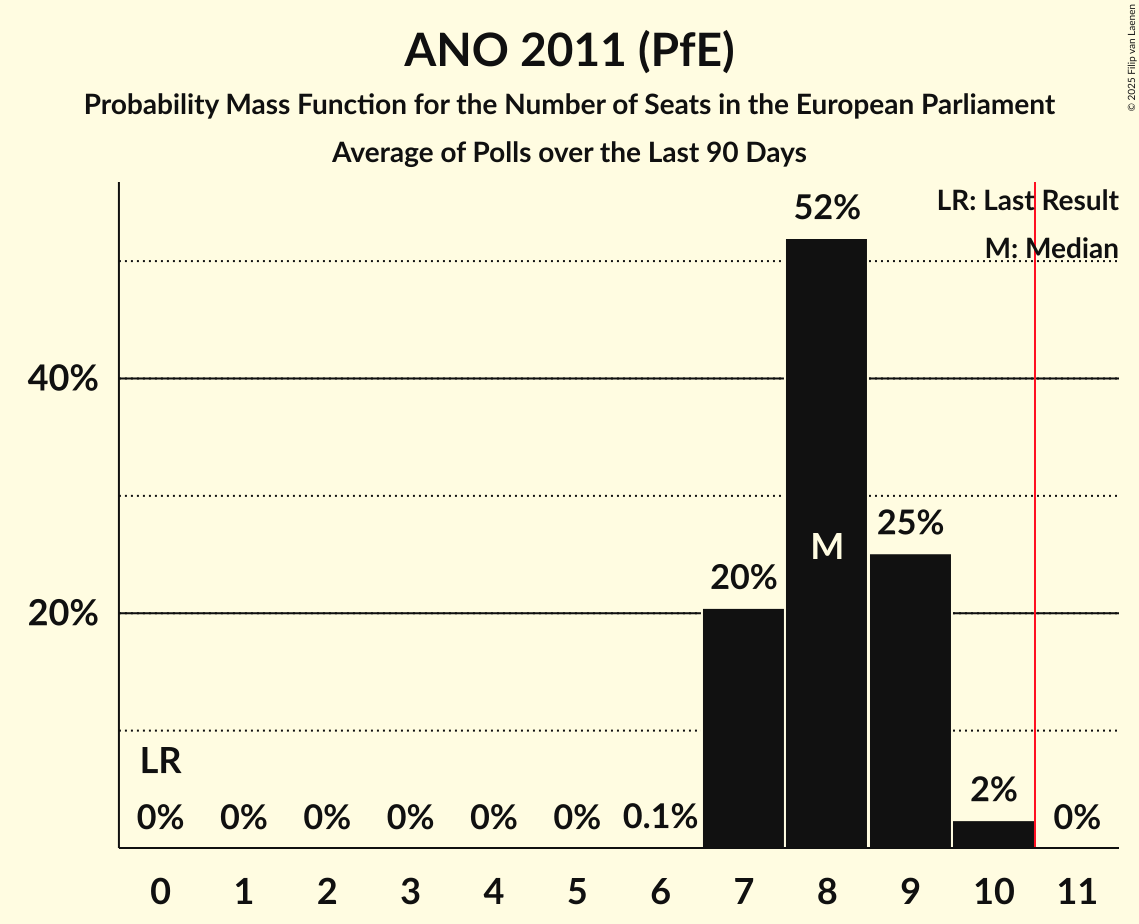 ANO 2011 (PfE)
Probability Mass Function for the Number of Seats in the European Parliament
Average of Polls over the Last 90 Days
© 2025 Filip van Laenen
LR: Last Result
M: Median
52%
40%
25%
M
20%
20%
LR
2%
0% 0% 0% 0% 0% 0% 0.1% 0%
0 1 2 3 4 5 6 7 8 9 10 11